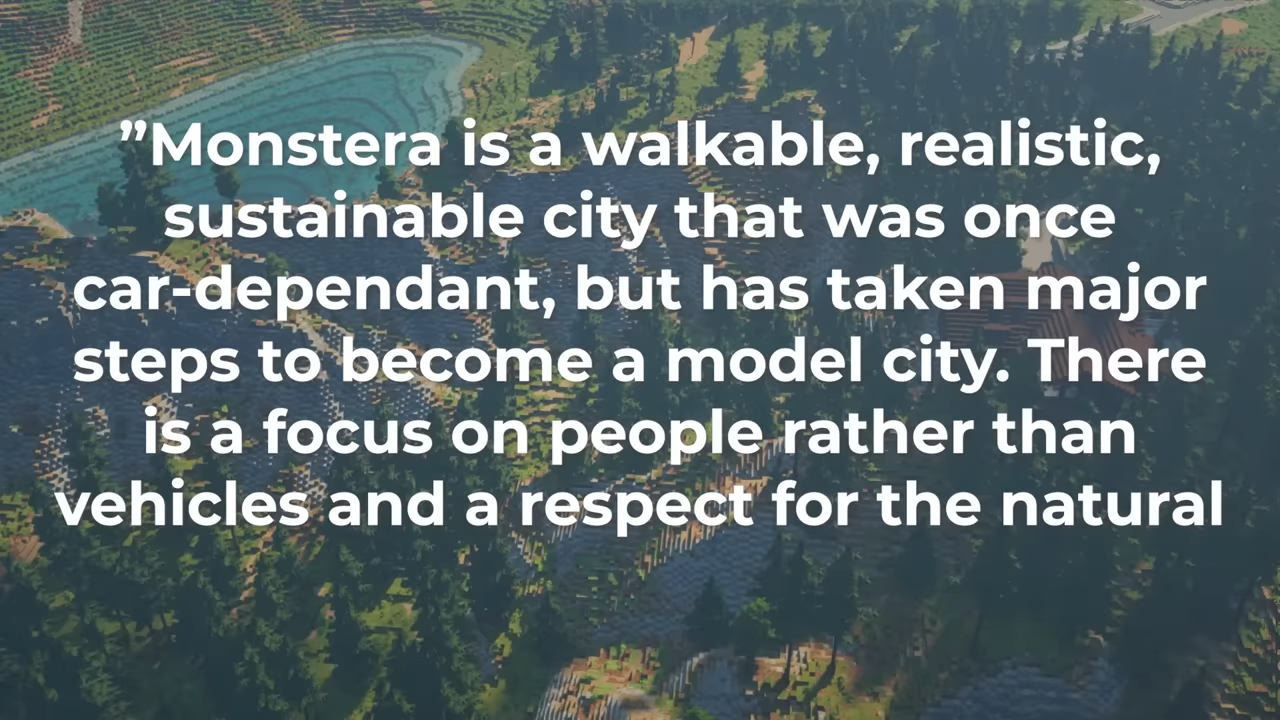 ”Monstera is a walkable, realistic,
sustainable city that was once
car-dependant, but has taken major
steps to become a model city. There
is a focus on people rather than
vehicles and a respect for the natural